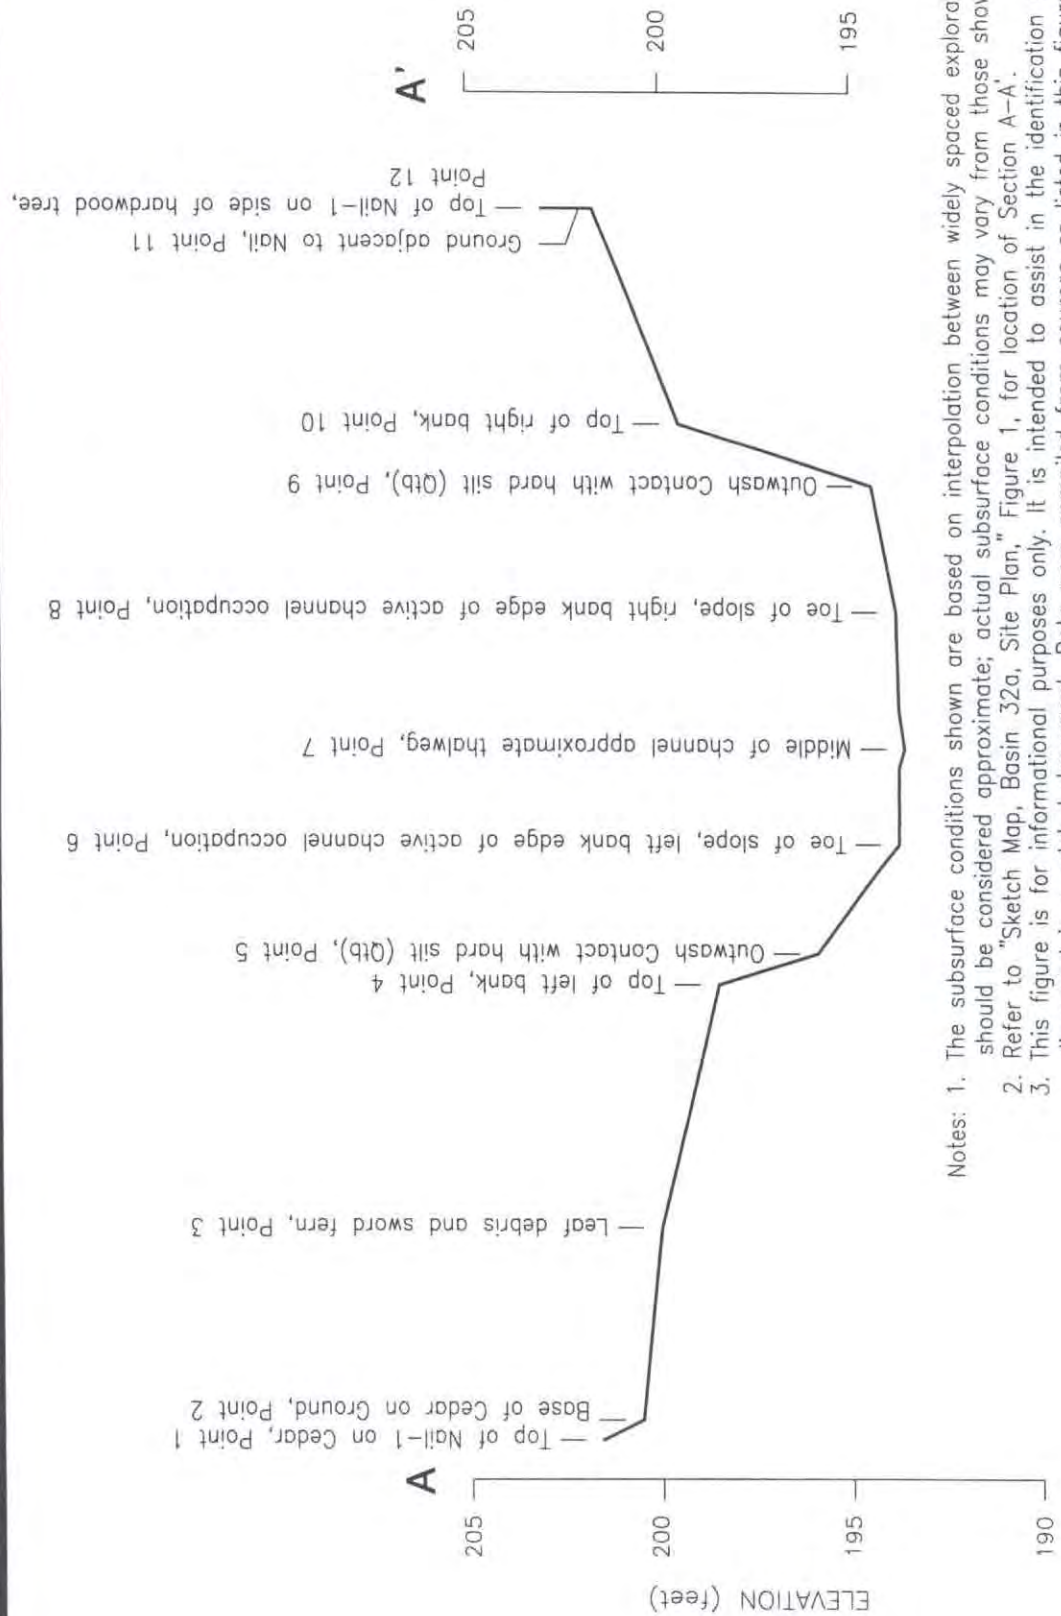 A
A'
ELEVATION (feet)
205
200
195
190
205
200
195
Top of Nail-1 on Cedar, Point 1
Base of Cedar on Ground, Point 2
Leaf debris and sword fern, Point 3
Top of left bank, Point 4
Outwash Contact with hard silt (Qtb), Point 5
Toe of slope, left bank edge of active channel occupation, Point 6
Middle of channel approximate thalweg, Point 7
Toe of slope, right bank edge of active channel occupation, Point 8
Outwash Contact with hard silt (Qtb), Point 9
Top of right bank, Point 10
Ground adjacent to Nail, Point 11
Top of Nail-1 on side of hardwood tree,
Point 12
Notes: 1. The subsurface conditions shown are based on interpolation between widely spaced explora
should be considered approximate; actual subsurface conditions may vary from those show
2. Refer to "Sketch Map, Basin 32a, Site Plan," Figure 1, for location of Section A-A'.
3. This figure is for informational purposes only. It is intended to assist in the identification